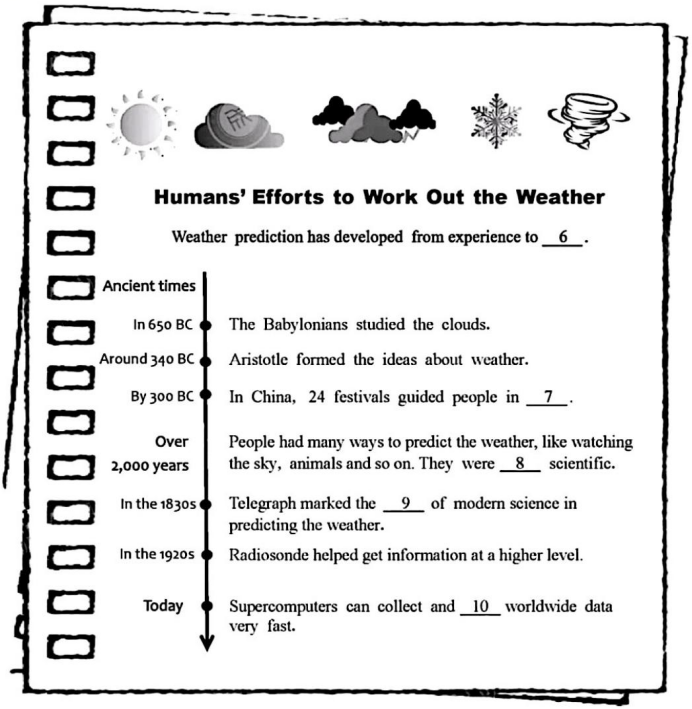 Humans' Efforts to Work Out the Weather
Weather prediction has developed from experience to 6 .
Ancient times
In 650 BC The Babylonians studied the clouds.
Around 340 BC Aristotle formed the ideas about weather.
By 300 BC In China, 24 festivals guided people in 7 .
Over People had many ways to predict the weather, like watching
2,000 years the sky, animals and so on. They were 8 scientific.
In the 1830s Telegraph marked the 9 of modern science in
predicting the weather.
In the 1920s Radiosonde helped get information at a higher level.
Today Supercomputers can collect and 10 worldwide data
very fast.